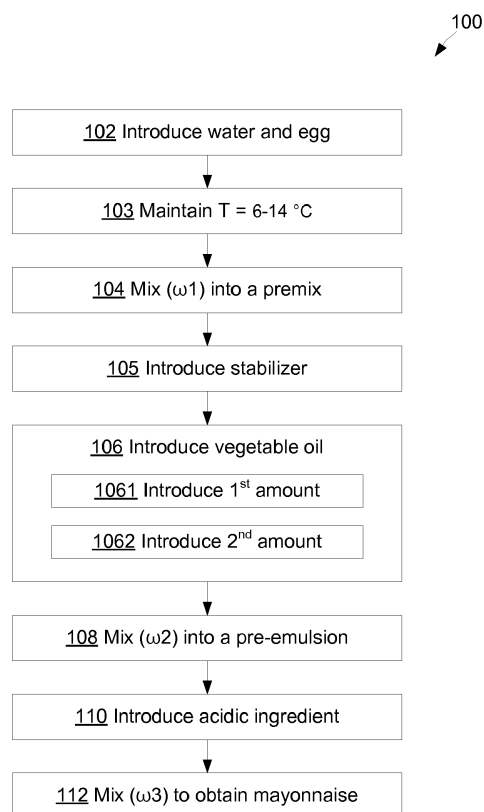 100
102 Introduce water and egg
103 Maintain T = 6-14 °C
104 Mix (ω1) into a premix
105 Introduce stabilizer
106 Introduce vegetable oil
1061 Introduce 1st amount
1062 Introduce 2nd amount
108 Mix (ω2) into a pre-emulsion
110 Introduce acidic ingredient
112 Mix (ω3) to obtain mayonnaise